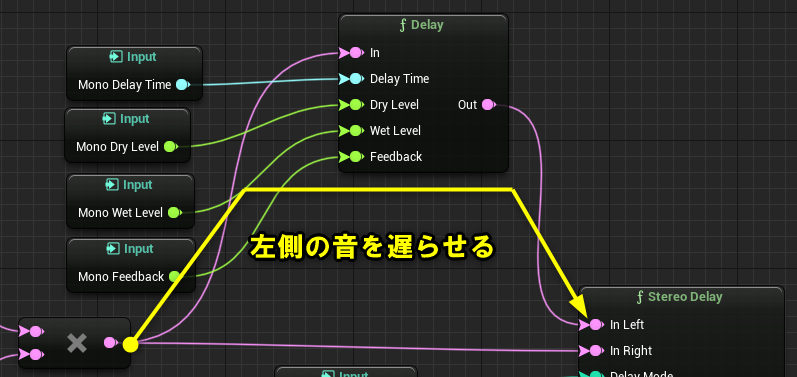 Delay
Input
In
Mono Delay Time
Delay Time
Input
Dry Level
Out
Mono Dry Level
Wet Level
Feedback
Input
Mono Wet Level
Input
左側の音を遅らせる
Mono Feedback
Stereo Delay
In Left
In Right
Input
Delay Mode